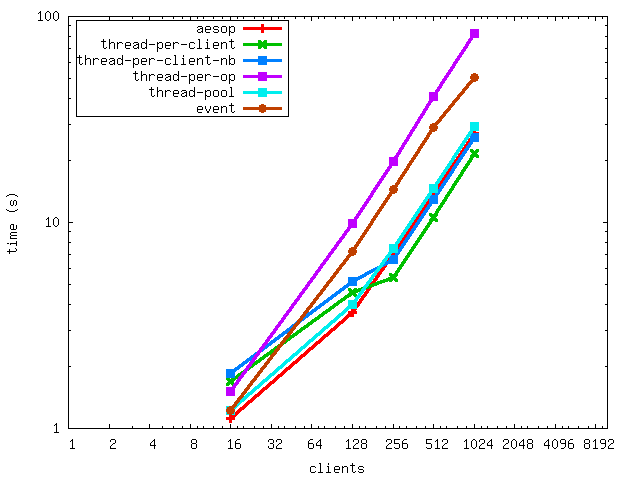 100
aesop
thread-per-client
thread-per-client-nb
thread-per-op
thread-pool
event
time (s)
10
1
1 2 4 8 16 32 64 128 256 512 1024 2048 4096 8192
clients